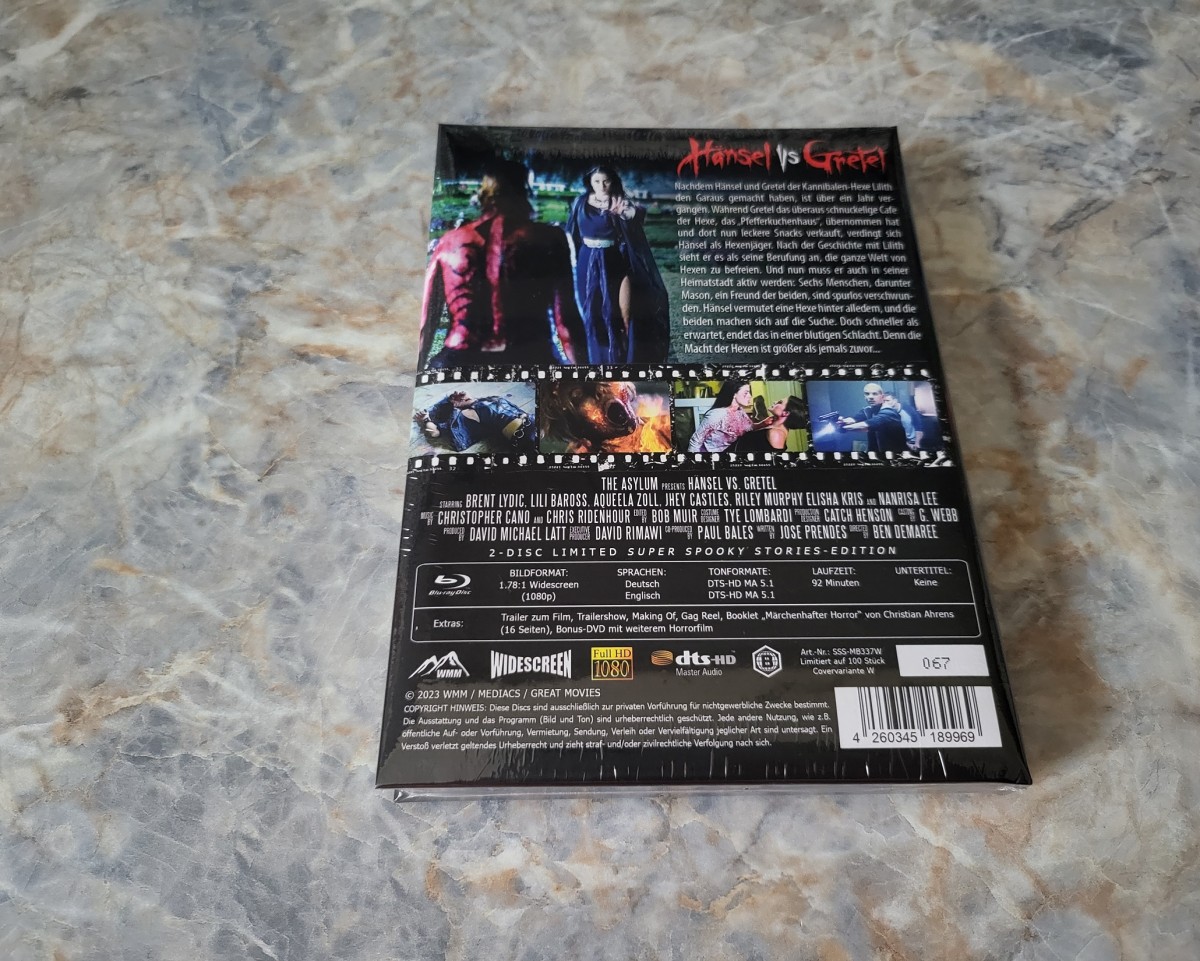 Hänsel vs Gretel
Nachdem Hänsel und Gretel der Kannibalen-Hexe Lilith
den Garaus gemacht haben, ist über ein Jahr ver-
gangen. Während Gretel das überaus schnuckelige Cafe
der Hexe, das „Pfefferkuchenhaus“, übernommen hat
und dort nun leckere Snacks verkauft, verdingt sich
Hänsel als Hexenjäger. Nach der Geschichte mit Lilith
sieht er es als seine Berufung an, die ganze Welt von
Hexen zu befreien. Und nun muss er auch in seiner
Heimatstadt aktiv werden: Sechs Menschen, darunter
Mason, ein Freund der beiden, sind spurlos verschwun-
den. Hänsel vermutet eine Hexe hinter alledem, und die
beiden machen sich auf die Suche. Doch schneller als
erwartet, endet das in einer blutigen Schlacht. Denn die
Macht der Hexen ist größer als jemals zuvor...
THE ASYLUM PRESENTS HÄNSEL VS. GRETEL
STARRING BRENT LYDIC, LILI BAROSS, AQUEELA ZOLL, JHEY CASTLES, RILEY MURPHY ELISHA KRIS AND NANRISA LEE
MUSIC BY CHRISTOPHER CANO AND CHRIS RIDENHOUR EDITED BY BOB MUIR COSTUME DESIGNER TYE LOMBARDI PRODUCTION DESIGNER CATCH HENSON CASTING BY G. WEBB
PRODUCED BY DAVID MICHAEL LATT EXECUTIVE PRODUCER DAVID RIMAWI CO-PRODUCED BY PAUL BALES WRITTEN BY JOSE PRENDES DIRECTED BY BEN DEMAREE
2-DISC LIMITED SUPER SPOOKY STORIES-EDITION
Blu-ray Disc
BILDFORMAT: SPRACHEN: TONFORMATE: LAUFZEIT: UNTERTITEL:
1.78:1 Widescreen Deutsch DTS-HD MA 5.1 92 Minuten Keine
(1080p) Englisch DTS-HD MA 5.1
Extras: Trailer zum Film, Trailershow, Making Of, Gag Reel, Booklet „Märchenhafter Horror“ von Christian Ahrens
(16 Seiten), Bonus-DVD mit weiterem Horrorfilm
WMM
WIDESCREEN
Full HD
1080
dts-HD
Master Audio
Art.-Nr.: SSS-MB337W
Limitiert auf 100 Stück
Covervariante W
067
© 2023 WMM / MEDIACS / GREAT MOVIES
COPYRIGHT HINWEIS: Diese Discs sind ausschließlich zur privaten Vorführung für nichtgewerbliche Zwecke bestimmt.
Die Ausstattung und das Programm (Bild und Ton) sind urheberrechtlich geschützt. Jede andere Nutzung, wie z.B.
öffentliche Auf- oder Vorführung, Vermietung, Sendung, Verleih oder Vervielfältigung jeglicher Art sind untersagt. Ein
Verstoß verletzt geltendes Urheberrecht und zieht straf- und/oder zivilrechtliche Verfolgung nach sich.
4 260345 189969